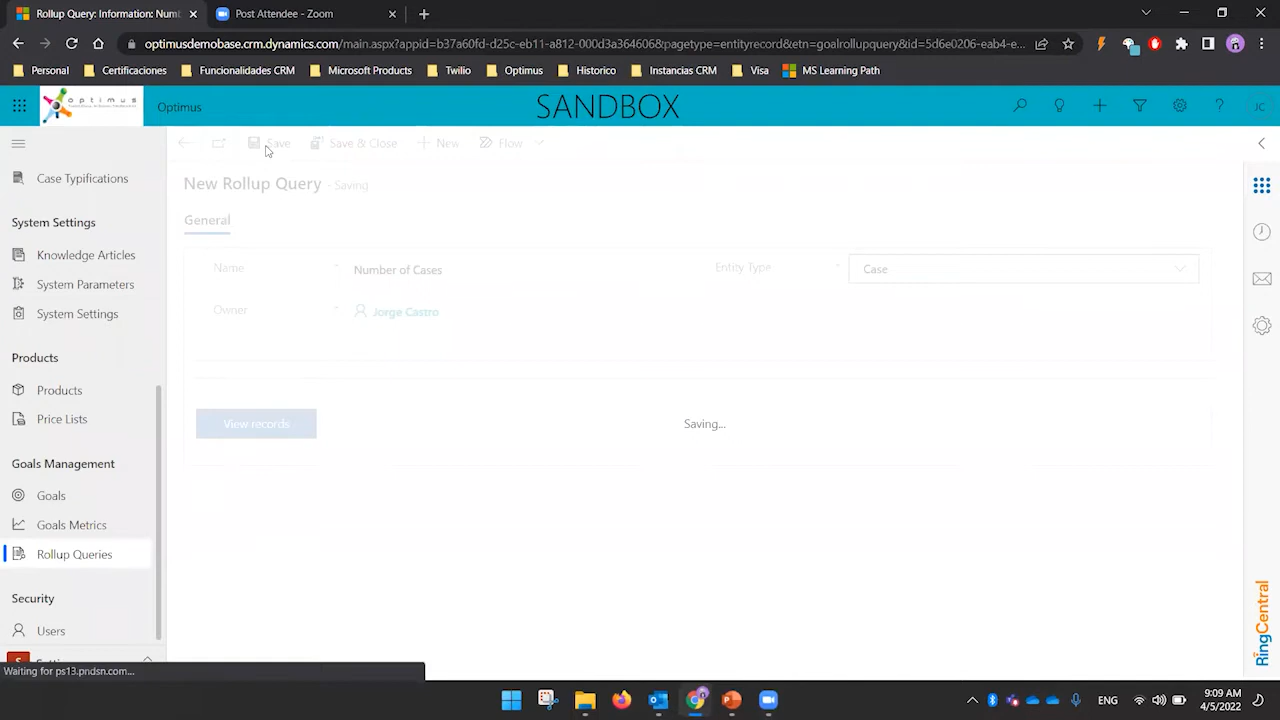 Rollup Query: Information: Numb
Post Attendee - Zoom
optimusdemobase.crm.dynamics.com/main.aspx?appid=b37a60fd-d25c-eb11-a812-000d3a364606&pagetype=entityrecord&etn=goalrollupquery&id=5d6e0206-eab4-e...
Personal
Certificaciones
Funcionalidades CRM
Microsoft Products
Twilio
Optimus
Historico
Instancias CRM
Visa
MS Learning Path
optimus
Optimus
SANDBOX
JC
Save
Save & Close
New
Flow
Case Typifications
New Rollup Query - Saving
System Settings
General
Knowledge Articles
Name
Number of Cases
Entity Type
Case
System Parameters
Owner
Jorge Castro
System Settings
Products
Products
Price Lists
View records
Saving...
Goals Management
Goals
Goals Metrics
Rollup Queries
Security
Users
RingCentral
Waiting for ps13.pndsn.com...
ENG
9:09 AM
4/5/2022